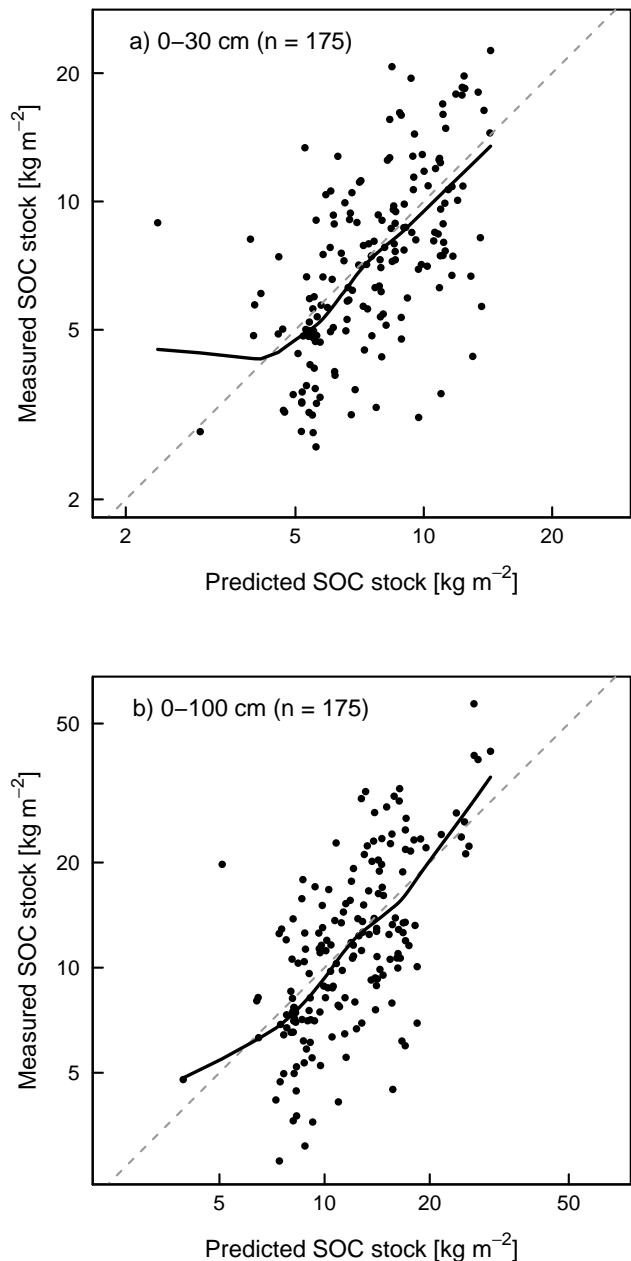 a) 0–30 cm (n = 175)
20
10
5
2
Measured SOC stock [kg m−2]
2 5 10 20
Predicted SOC stock [kg m−2]
b) 0–100 cm (n = 175)
50
20
10
5
Measured SOC stock [kg m−2]
5 10 20 50
Predicted SOC stock [kg m−2]